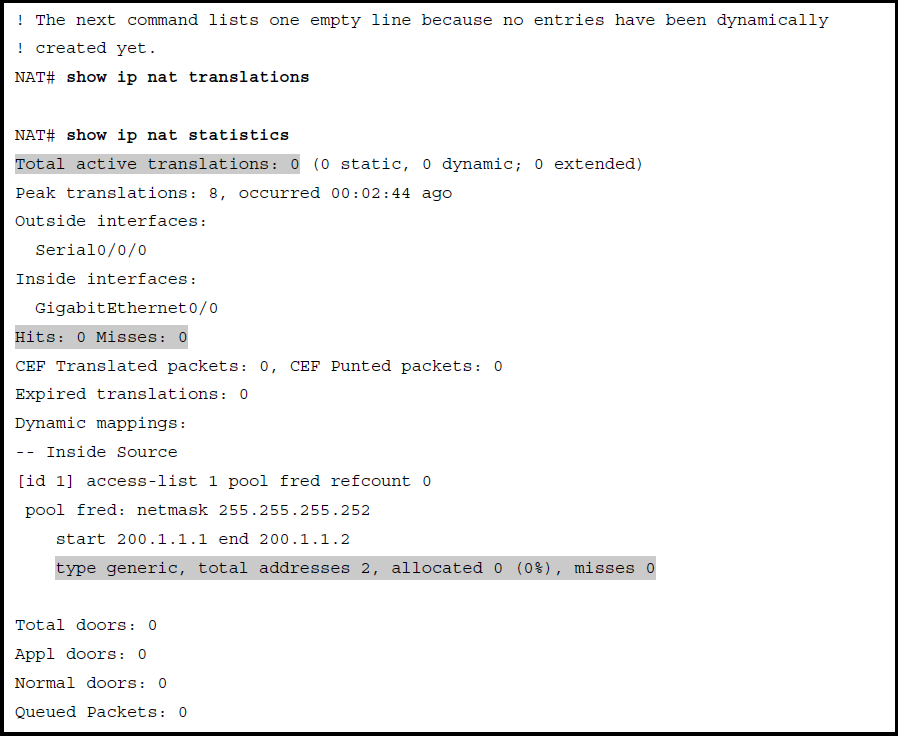 ! The next command lists one empty line because no entries have been dynamically
! created yet.
NAT# show ip nat translations
NAT# show ip nat statistics
Total active translations: 0 (0 static, 0 dynamic; 0 extended)
Peak translations: 8, occurred 00:02:44 ago
Outside interfaces:
Serial0/0/0
Inside interfaces:
GigabitEthernet0/0
Hits: 0 Misses: 0
CEF Translated packets: 0, CEF Punted packets: 0
Expired translations: 0
Dynamic mappings:
-- Inside Source
[id 1] access-list 1 pool fred refcount 0
pool fred: netmask 255.255.255.252
start 200.1.1.1 end 200.1.1.2
type generic, total addresses 2, allocated 0 (0%), misses 0
Total doors: 0
Appl doors: 0
Normal doors: 0
Queued Packets: 0